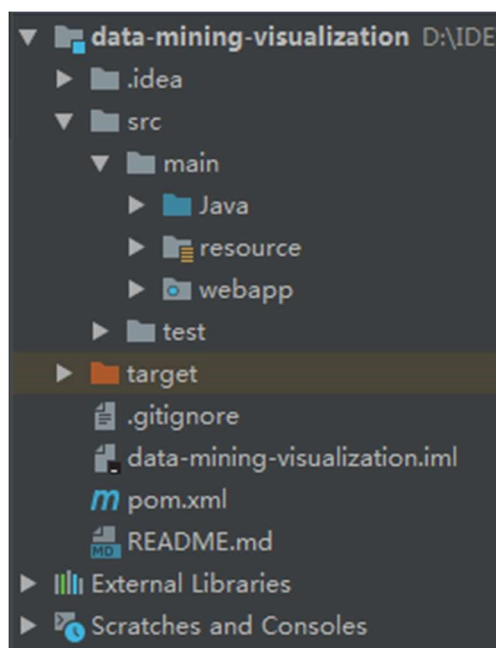 data-mining-visualization D:\IDE
.idea
src
main
Java
resource
webapp
test
target
.gitignore
data-mining-visualization.iml
m pom.xml
MD README.md
External Libraries
Scratches and Consoles